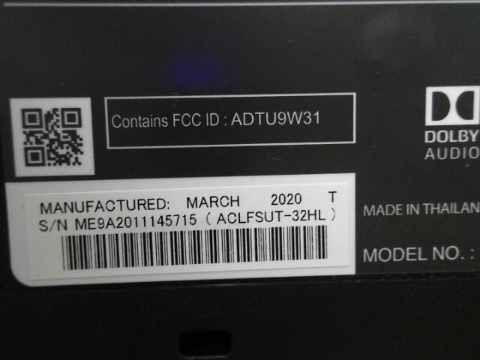 Contains FCC ID : ADTU9W31
DOLBY
AUDIO
MANUFACTURED: MARCH 2020 T
S/N ME9A2011145715 ( ACLFSUT-32HL )
MADE IN THAILAN
MODEL NO. :